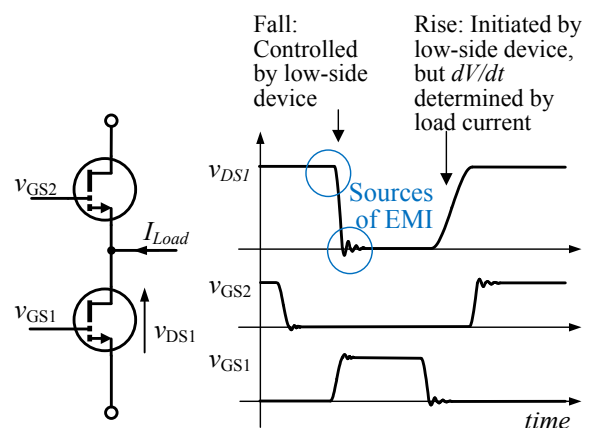 Fall:
Controlled
by low-side
device
Rise: Initiated by
low-side device,
but dV/dt
determined by
load current
vDS1
Sources
of EMI
vGS2
ILoad
vGS1
vDS1
vGS2
vGS1
time